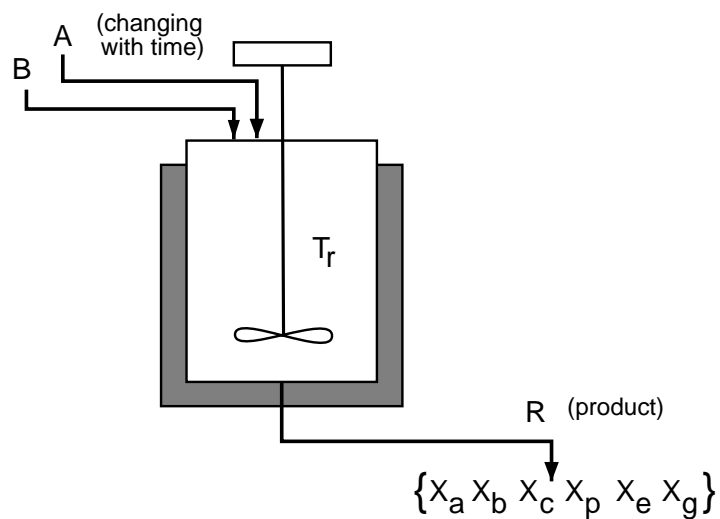 A (changing
with time)
B
Tr
R (product)
{Xa Xb Xc Xp Xe Xg}